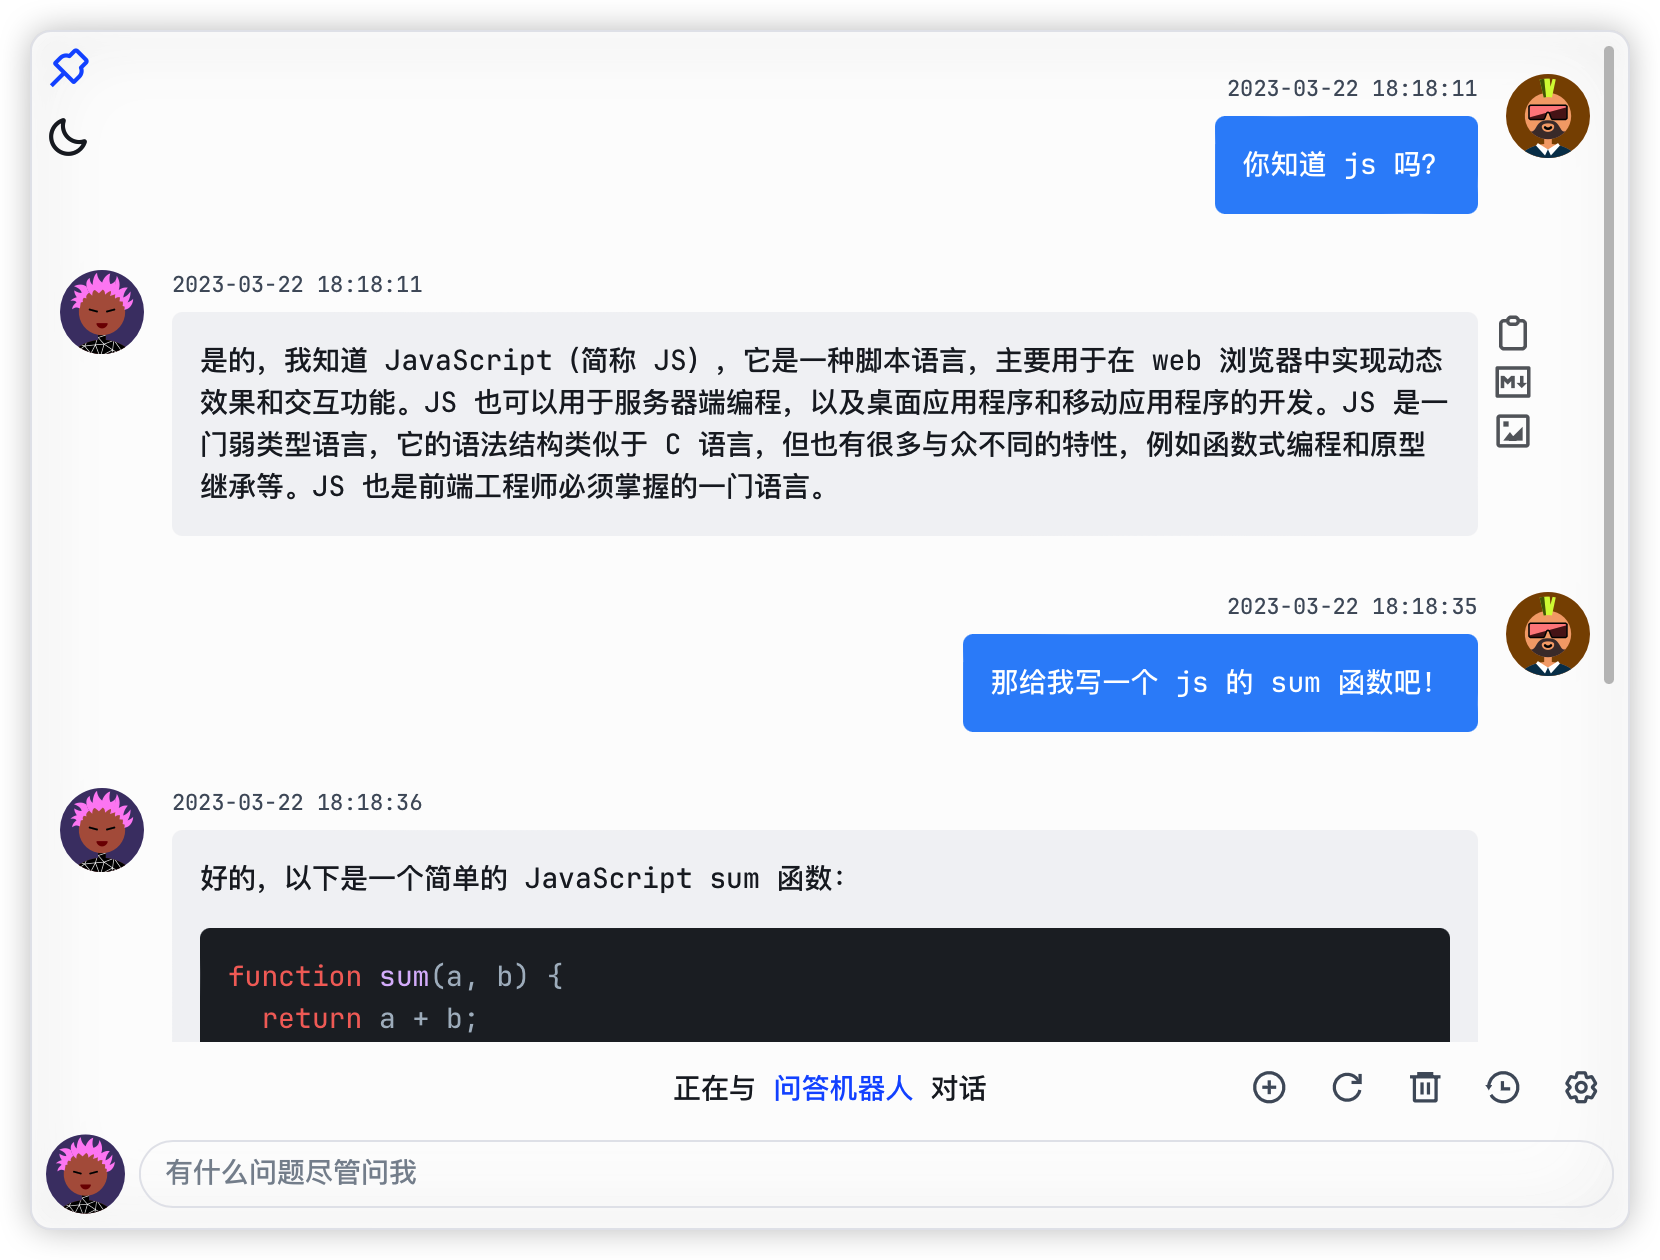 2023-03-22 18:18:11
你知道 js 吗?
2023-03-22 18:18:11
是的，我知道 JavaScript（简称 JS），它是一种脚本语言，主要用于在 web 浏览器中实现动态
效果和交互功能。JS 也可以用于服务器端编程，以及桌面应用程序和移动应用程序的开发。JS 是一
门弱类型语言，它的语法结构类似于 C 语言，但也有很多与众不同的特性，例如函数式编程和原型
继承等。JS 也是前端工程师必须掌握的一门语言。
M↓
2023-03-22 18:18:35
那给我写一个 js 的 sum 函数吧！
2023-03-22 18:18:36
好的，以下是一个简单的 JavaScript sum 函数：
function sum(a, b) {
  return a + b;
正在与 问答机器人 对话
有什么问题尽管问我